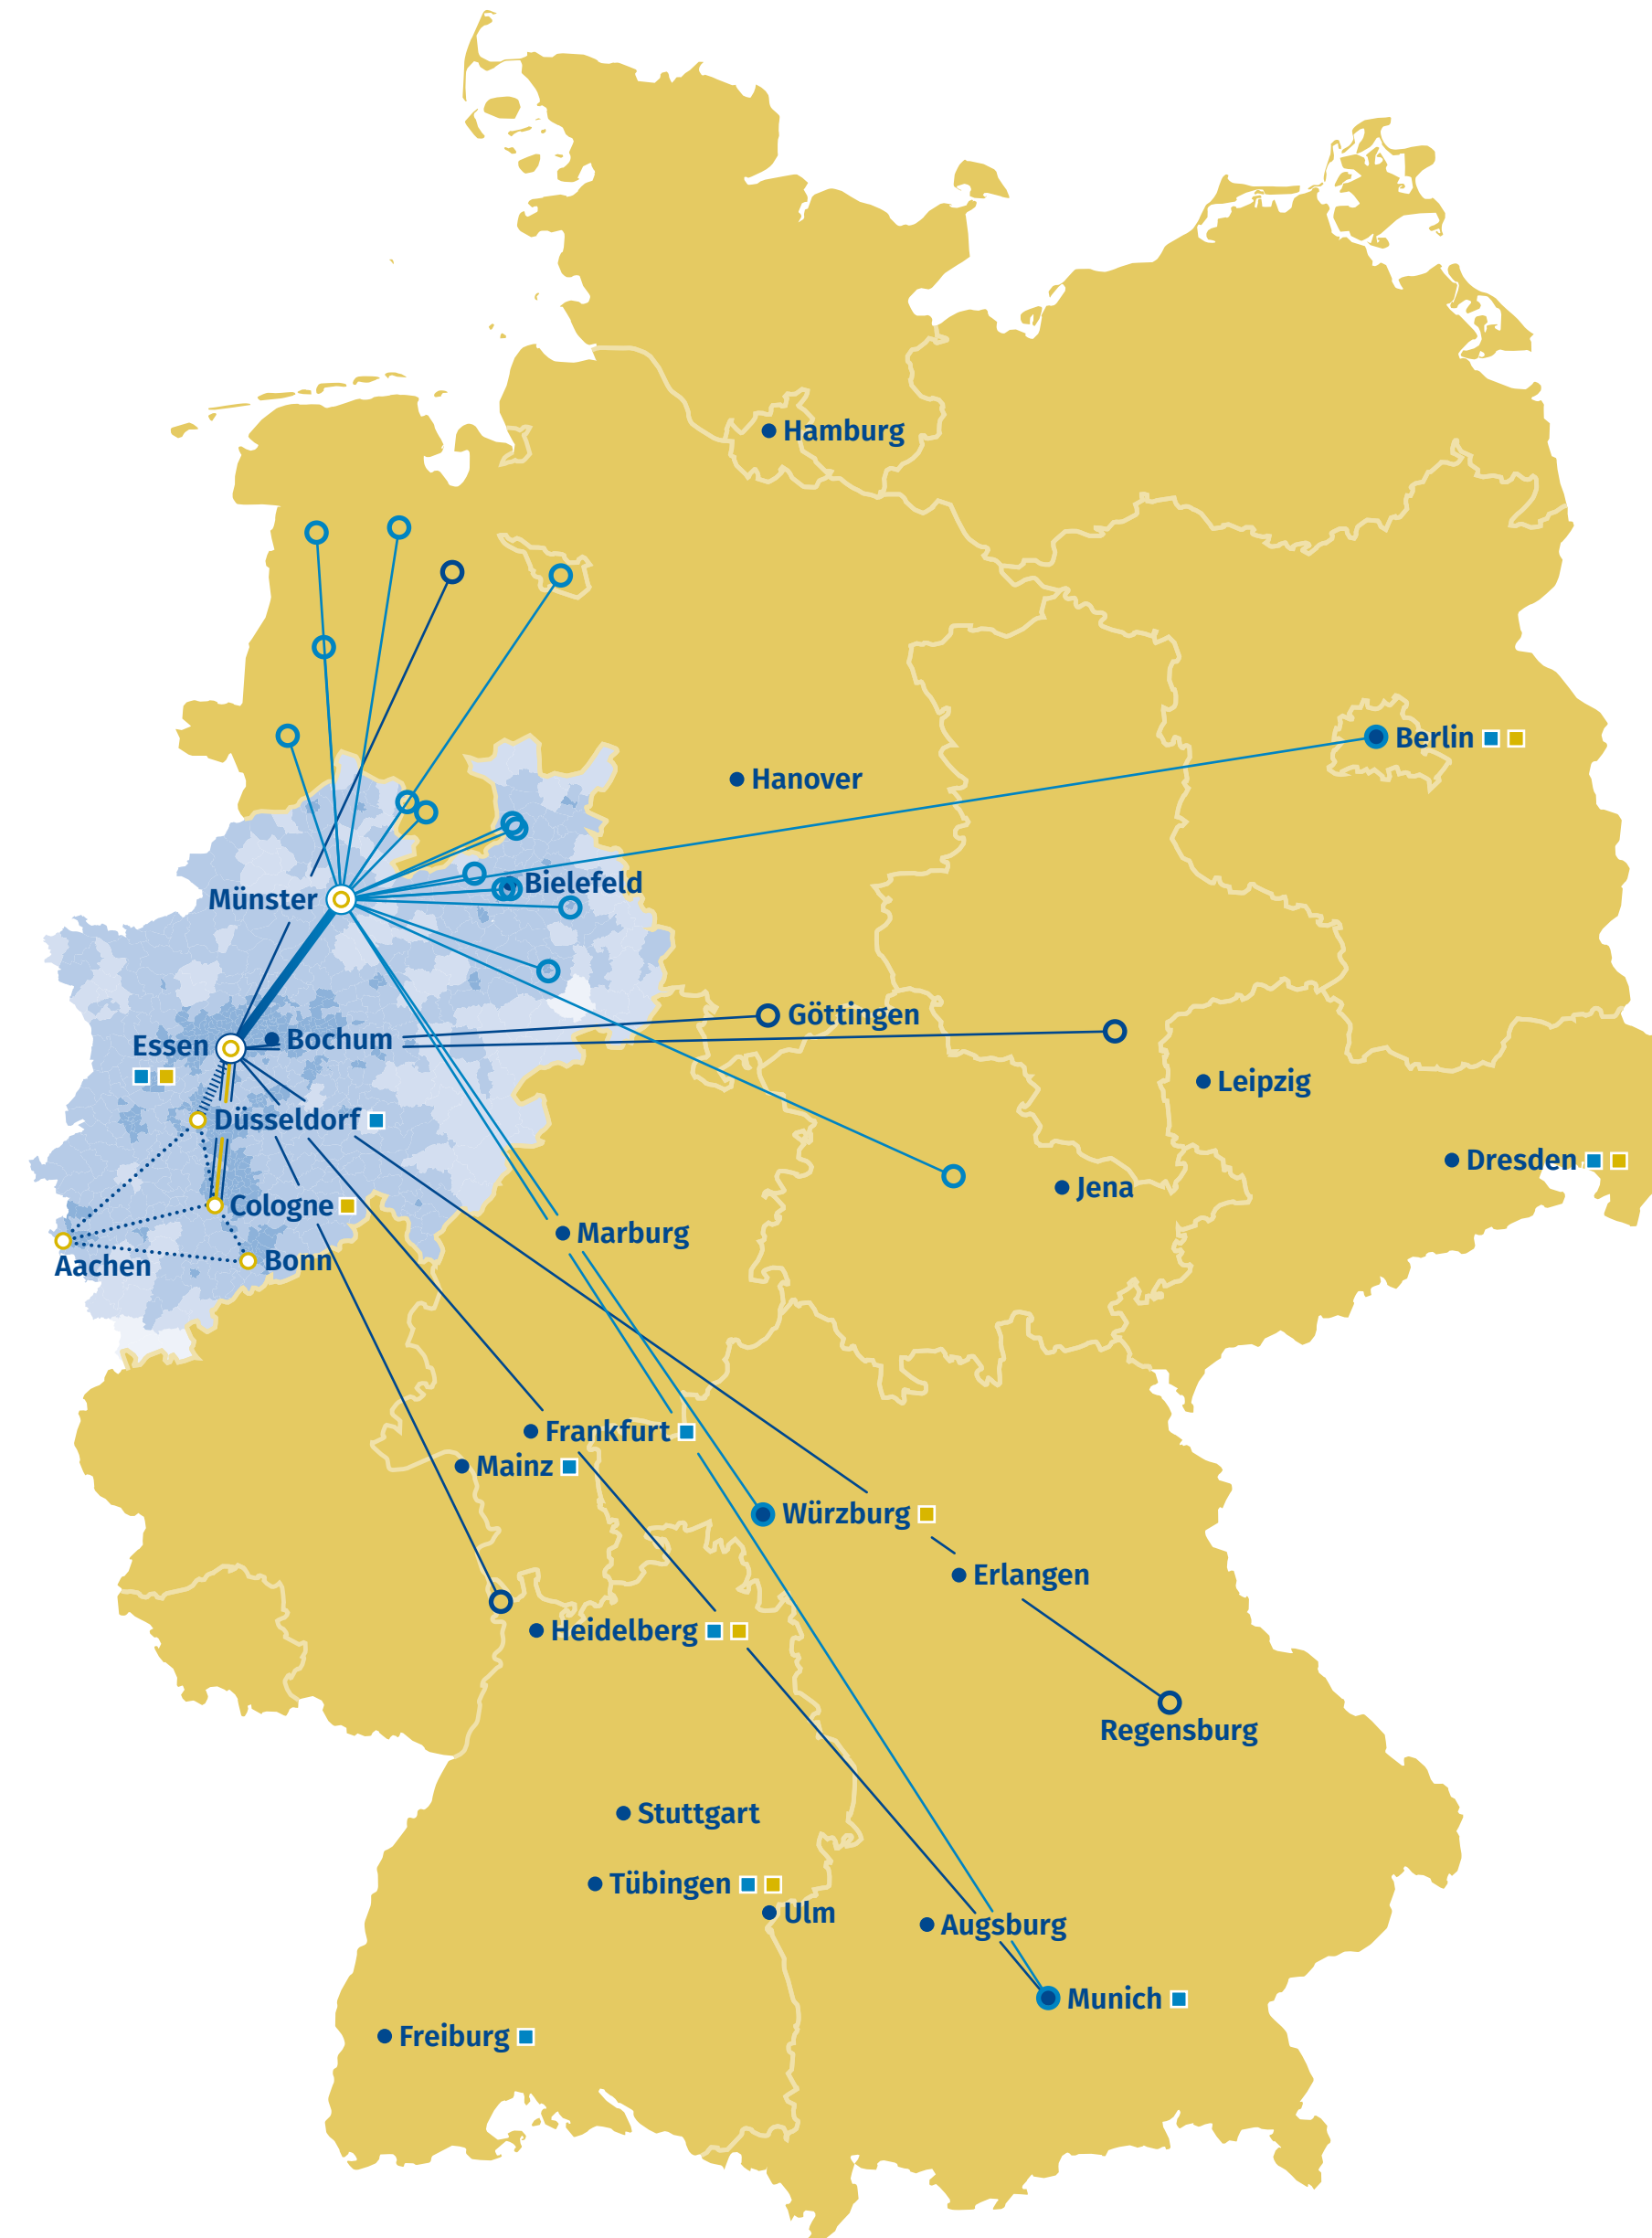 Hamburg
Berlin
Hanover
Bielefeld
Münster
Göttingen
Bochum
Essen
Leipzig
Düsseldorf
Dresden
Jena
Cologne
Marburg
Bonn
Aachen
Frankfurt
Mainz
Würzburg
Erlangen
Heidelberg
Regensburg
Stuttgart
Tübingen
Ulm
Augsburg
Munich
Freiburg